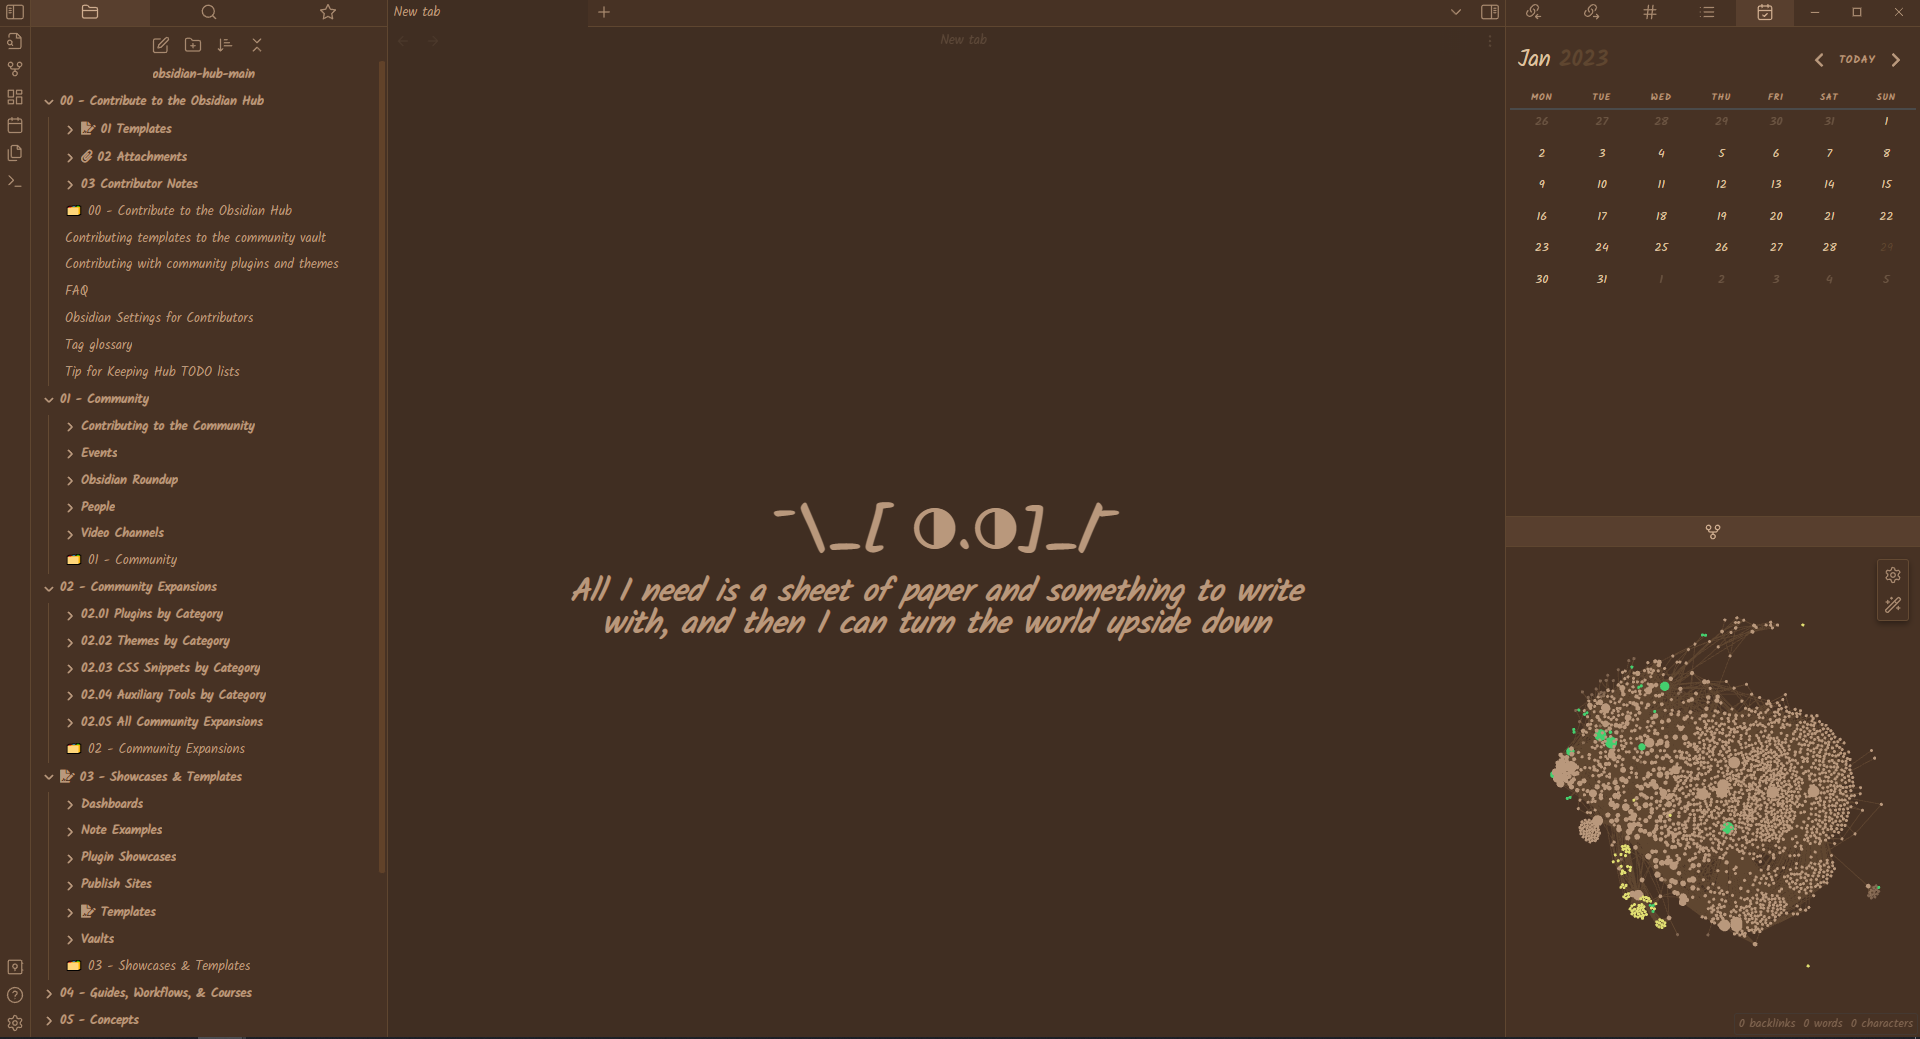 New tab
obsidian-hub-main
00 - Contribute to the Obsidian Hub
01 Templates
02 Attachments
03 Contributor Notes
00 - Contribute to the Obsidian Hub
Contributing templates to the community vault
Contributing with community plugins and themes
FAQ
Obsidian Settings for Contributors
Tag glossary
Tip for Keeping Hub TODO lists
01 - Community
Contributing to the Community
Events
Obsidian Roundup
People
Video Channels
01 - Community
02 - Community Expansions
02.01 Plugins by Category
02.02 Themes by Category
02.03 CSS Snippets by Category
02.04 Auxiliary Tools by Category
02.05 All Community Expansions
02 - Community Expansions
03 - Showcases & Templates
Dashboards
Note Examples
Plugin Showcases
Publish Sites
Templates
Vaults
03 - Showcases & Templates
04 - Guides, Workflows, & Courses
05 - Concepts
New tab
¯\_[ ◑.◑]_/¯
All I need is a sheet of paper and something to write
with, and then I can turn the world upside down
Jan 2023
TODAY
MON TUE WED THU FRI SAT SUN
26 27 28 29 30 31 1
2 3 4 5 6 7 8
9 10 11 12 13 14 15
16 17 18 19 20 21 22
23 24 25 26 27 28 29
30 31 1 2 3 4 5
0 backlinks 0 words 0 characters